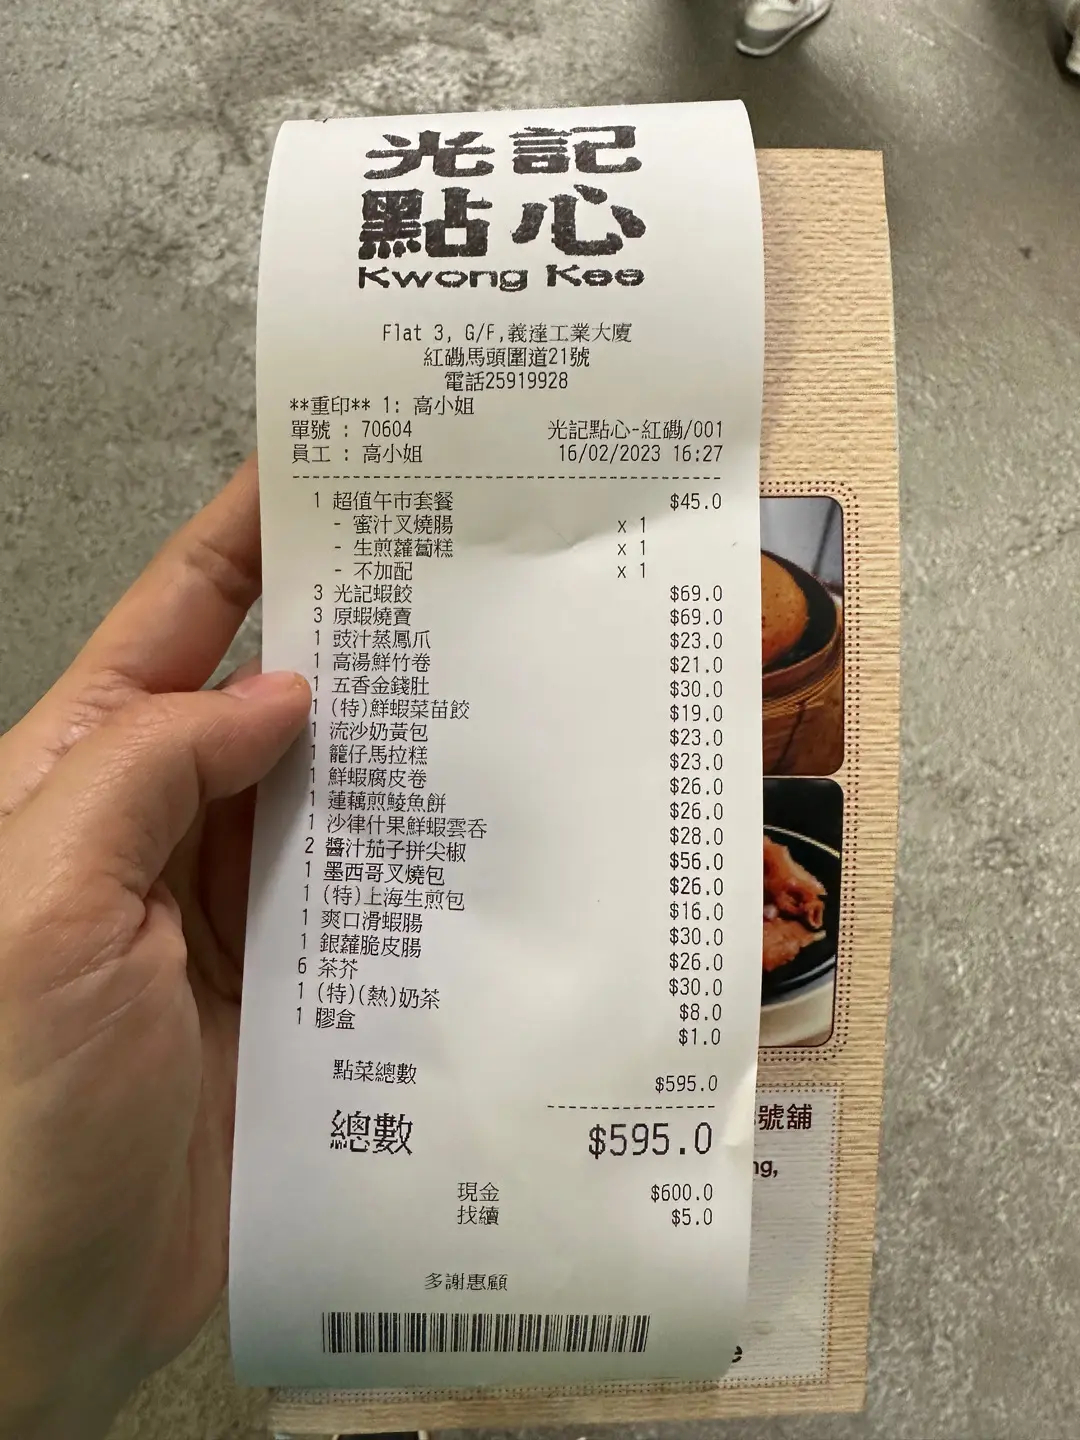 光記
點心
Kwong Kee
Flat 3, G/F,義達工業大廈
紅磡馬頭圍道21號
電話25919928
**重印** 1: 高小姐
單號 : 70604 光記點心-紅磡/001
員工 : 高小姐 16/02/2023 16:27
1 超值午市套餐 $45.0
- 蜜汁叉燒腸 x 1
- 生煎蘿蔔糕 x 1
- 不加配 x 1
3 光記蝦餃 $69.0
3 原蝦燒賣 $69.0
1 豉汁蒸鳳爪 $23.0
1 高湯鮮竹卷 $21.0
1 五香金錢肚 $30.0
1 (特)鮮蝦菜苗餃 $19.0
1 流沙奶黃包 $23.0
1 籠仔馬拉糕 $23.0
1 鮮蝦腐皮卷 $26.0
1 蓮藕煎鯪魚餅 $26.0
1 沙律什果鮮蝦雲吞 $28.0
2 醬汁茄子拼尖椒 $56.0
1 墨西哥叉燒包 $26.0
1 (特)上海生煎包 $16.0
1 爽口滑蝦腸 $30.0
1 銀蘿脆皮腸 $26.0
6 茶芥 $30.0
1 (特)(熱)奶茶 $8.0
1 膠盒 $1.0
點菜總數 $595.0
總數 $595.0
現金 $600.0
找續 $5.0
多謝惠顧
號舖
ng,
e